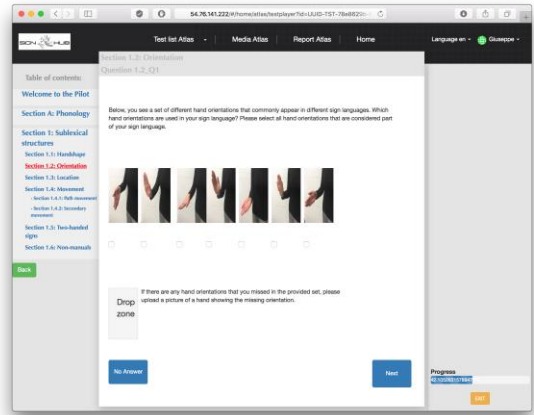 54.76.141.222/#/home/atlas/testplayer?id=UUID-TST-78e8829
SIGN HUB
Test list Atlas
Media Atlas
Report Atlas
Home
Language en
Giuseppe
Table of contents:
Welcome to the Pilot
Section A: Phonology
Section 1: Sublexical
structures
Section 1.1: Handshape
Section 1.2: Orientation
Section 1.3: Location
Section 1.4: Movement
- Section 1.4.1: Path movement
- Section 1.4.2: Secondary
movement
Section 1.5: Two-handed
signs
Section 1.6: Non-manuals
Back
Section 1.2: Orientation
Question 1.2_Q1
Below, you see a set of different hand orientations that commonly appear in different sign languages. Which
hand orientations are used in your sign language? Please select all hand orientations that are considered part
of your sign language.
Drop
zone
If there are any hand orientations that you missed in the provided set, please
upload a picture of a hand showing the missing orientation.
No Answer
Next
Progress
EXIT